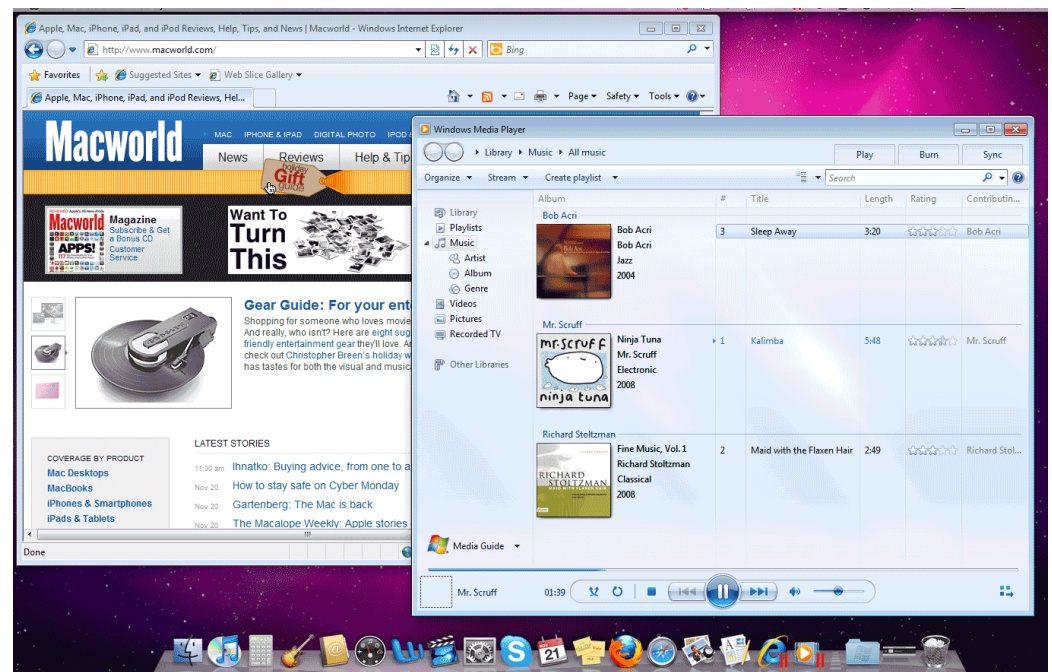 Apple, Mac, iPhone, iPad, and iPod Reviews, Help, Tips, and News | Macworld - Windows Internet Explorer
http://www.macworld.com/
Bing
Favorites Suggested Sites Web Slice Gallery
Apple, Mac, iPhone, iPad, and iPod Reviews, Hel...
Page Safety Tools
Macworld
MAC IPHONE & IPAD DIGITAL PHOTO
News Reviews Help & Tip
holiday
Gift
guide
Macworld
APPS!
Magazine
Subscribe & Get
a Bonus CD
Customer
Service
Want To
Turn
This
Gear Guide: For your ent
Shopping for someone who loves movie
And really, who isn't? Here are eight sug
friendly entertainment gear they'll love. A
check out Christopher Breen's holiday w
has tastes for both the visual and music
COVERAGE BY PRODUCT
Mac Desktops
MacBooks
iPhones & Smartphones
iPads & Tablets
LATEST STORIES
11:00 am Ihnatko: Buying advice, from one to a
Nov 20 How to stay safe on Cyber Monday
Nov 20 Gartenberg: The Mac is back
Nov 20 The Macalope Weekly: Apple stories
Done
Windows Media Player
Library Music All music
Play Burn Sync
Organize Stream Create playlist
Search
Album # Title Length Rating Contributin...
Library
Playlists
Music
Artist
Album
Genre
Videos
Pictures
Recorded TV
Other Libraries
Bob Acri
Bob Acri 3 Sleep Away 3:20 Bob Acri
Bob Acri
Jazz
2004
Mr. Scruff
mr.scruff
ninja tuna
Ninja Tuna 1 Kalimba 5:48 Mr. Scruff
Mr. Scruff
Electronic
2008
Richard Stoltzman
RICHARD
STOLTZMAN
Fine Music, Vol. 1 2 Maid with the Flaxen Hair 2:49 Richard Stol...
Richard Stoltzman
Classical
2008
Media Guide
Mr. Scruff 01:39
21